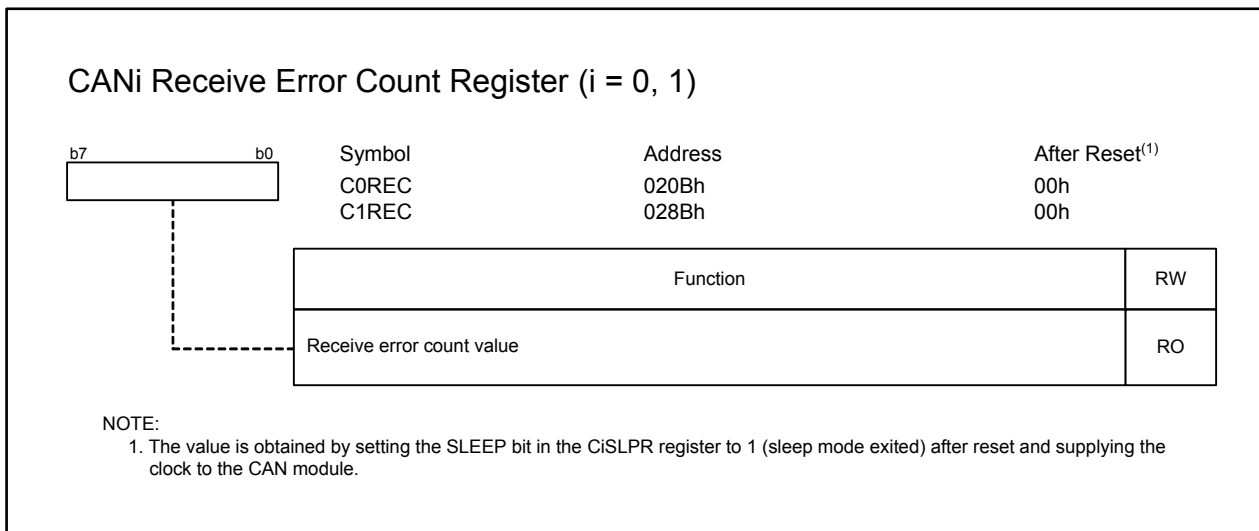 CANi Receive Error Count Register (i = 0, 1)
b7 b0 Symbol Address After Reset(1)
C0REC 020Bh 00h
C1REC 028Bh 00h
Function RW
Receive error count value RO
NOTE:
1. The value is obtained by setting the SLEEP bit in the CiSLPR register to 1 (sleep mode exited) after reset and supplying the
clock to the CAN module.